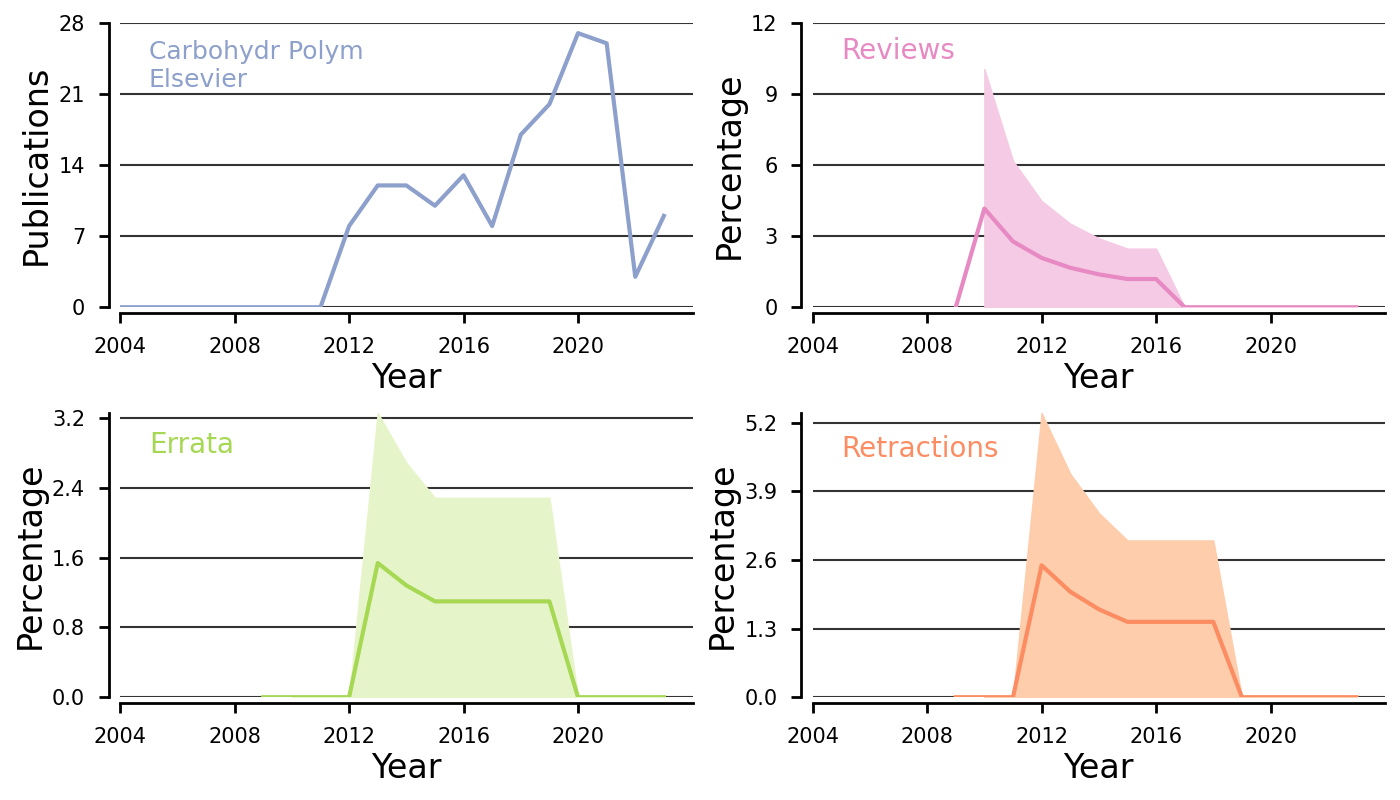 28
21
14
7
0
Publications
Carbohydr Polym
Elsevier
2004 2008 2012 2016 2020
Year
12
9
6
3
0
Percentage
Reviews
2004 2008 2012 2016 2020
Year
3.2
2.4
1.6
0.8
0.0
Percentage
Errata
2004 2008 2012 2016 2020
Year
5.2
3.9
2.6
1.3
0.0
Percentage
Retractions
2004 2008 2012 2016 2020
Year